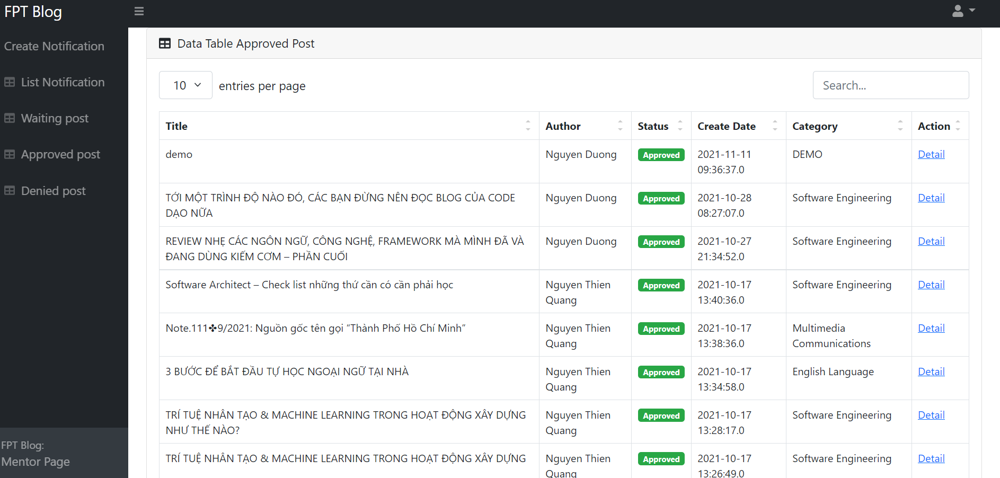 FPT Blog
Create Notification
List Notification
Waiting post
Approved post
Denied post
FPT Blog:
Mentor Page
Data Table Approved Post
10 entries per page
Search...
Title Author Status Create Date Category Action
demo Nguyen Duong Approved 2021-11-11 DEMO Detail
09:36:37.0
TỚI MỘT TRÌNH ĐỘ NÀO ĐÓ, CÁC BẠN ĐỪNG NÊN ĐỌC BLOG CỦA CODE Nguyen Duong Approved 2021-10-28 Software Engineering Detail
DẠO NỮA 08:27:07.0
REVIEW NHẸ CÁC NGÔN NGỮ, CÔNG NGHỆ, FRAMEWORK MÀ MÌNH ĐÃ VÀ Nguyen Duong Approved 2021-10-27 Software Engineering Detail
ĐANG DÙNG KIẾM CƠM – PHẦN CUỐI 21:34:52.0
Software Architect – Check list những thứ cần có cần phải học Nguyen Thien Approved 2021-10-17 Software Engineering Detail
Quang 13:40:36.0
Note.111✤9/2021: Nguồn gốc tên gọi “Thành Phố Hồ Chí Minh” Nguyen Thien Approved 2021-10-17 Multimedia Detail
Quang 13:38:36.0 Communications
3 BƯỚC ĐỂ BẮT ĐẦU TỰ HỌC NGOẠI NGỮ TẠI NHÀ Nguyen Thien Approved 2021-10-17 English Language Detail
Quang 13:34:58.0
TRÍ TUỆ NHÂN TẠO & MACHINE LEARNING TRONG HOẠT ĐỘNG XÂY DỰNG Nguyen Thien Approved 2021-10-17 Software Engineering Detail
NHƯ THẾ NÀO? Quang 13:28:17.0
TRÍ TUỆ NHÂN TẠO & MACHINE LEARNING TRONG HOẠT ĐỘNG XÂY DỰNG Nguyen Thien Approved 2021-10-17 Software Engineering Detail
Quang 13:26:49.0